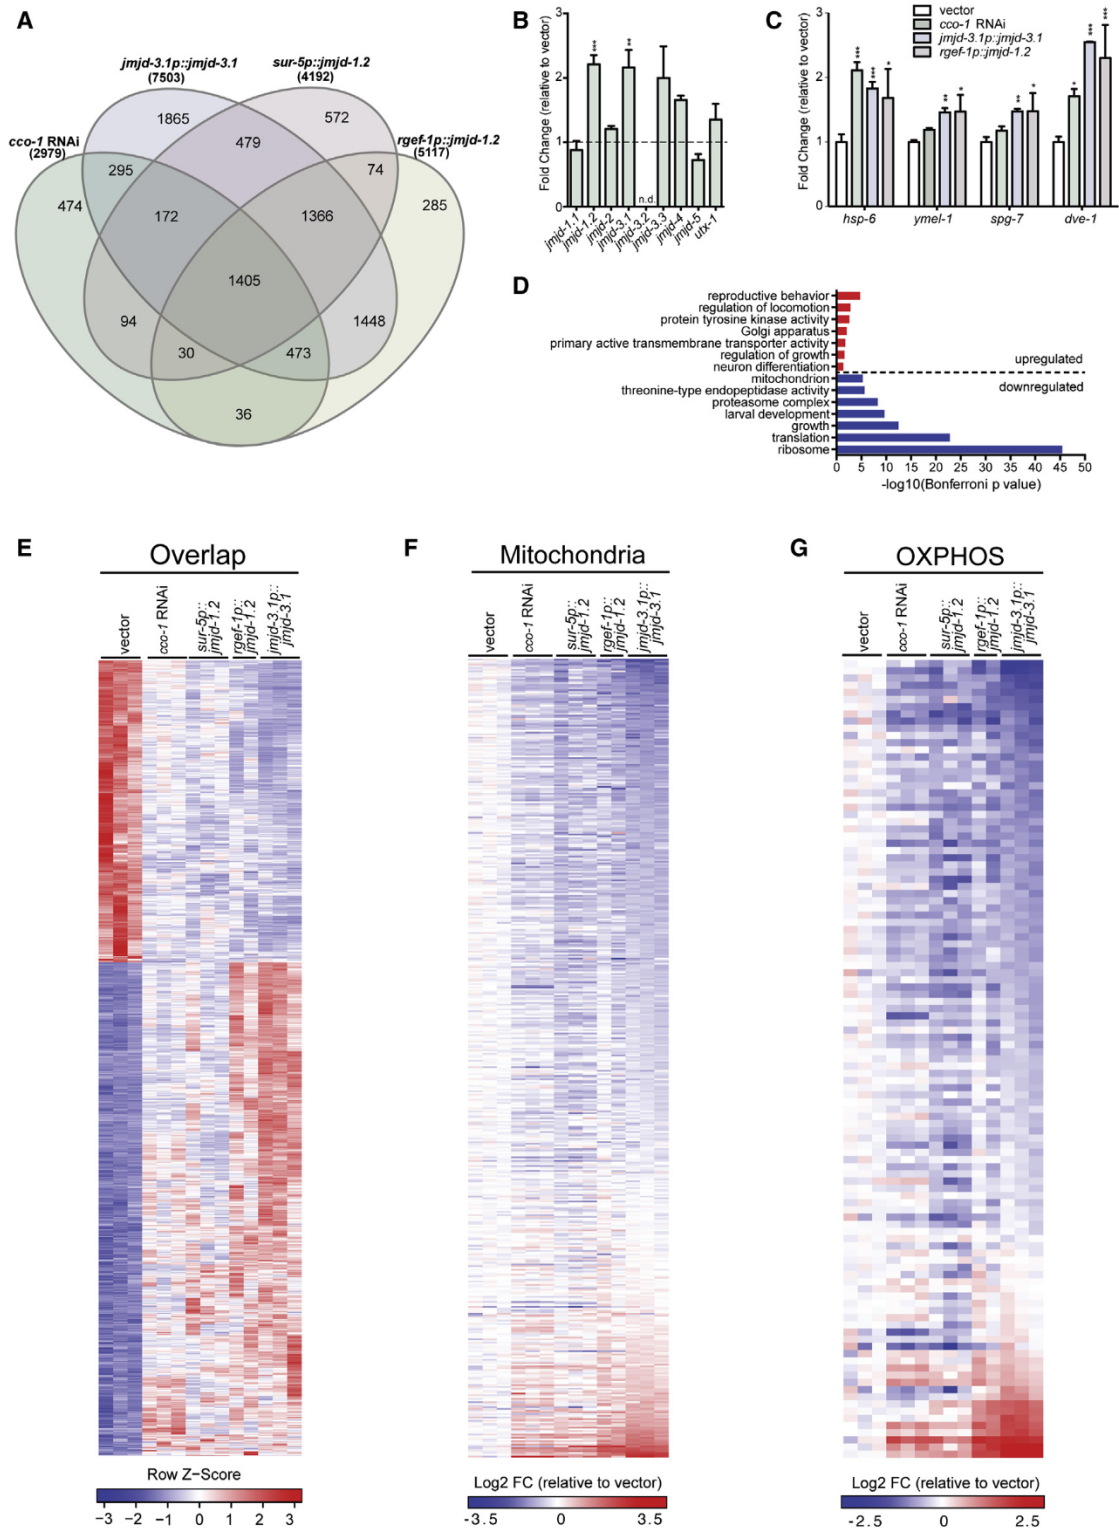 A
jmjd-3.1p::jmjd-3.1
(7503)
sur-5p::jmjd-1.2
(4192)
cco-1 RNAi
(2979)
rgef-1p::jmjd-1.2
(5117)
1865
479
572
295
74
474
172
1366
285
1405
94
1448
30
473
36
B
Fold Change (relative to vector)
3
2
1
0
***
**
n.d.
jmjd-1.1
jmjd-1.2
jmjd-2
jmjd-3.1
jmjd-3.2
jmjd-3.3
jmjd-4
jmjd-5
utx-1
C
vector
cco-1 RNAi
jmjd-3.1p::jmjd-3.1
rgef-1p::jmjd-1.2
Fold Change (relative to vector)
3
2
1
0
*** *** *
** *
** *
* *** ***
hsp-6
ymel-1
spg-7
dve-1
D
reproductive behavior
regulation of locomotion
protein tyrosine kinase activity
Golgi apparatus
primary active transmembrane transporter activity
regulation of growth
neuron differentiation
mitochondrion
threonine-type endopeptidase activity
proteasome complex
larval development
growth
translation
ribosome
upregulated
downregulated
0 5 10 15 20 25 30 35 40 45 50
-log10(Bonferroni p value)
E
Overlap
vector
cco-1 RNAi
sur-5p::
jmjd-1.2
rgef-1p::
jmjd-1.2
jmjd-3.1p::
jmjd-3.1
Row Z-Score
−3 −2 −1 0 1 2 3
F
Mitochondria
vector
cco-1 RNAi
sur-5p::
jmjd-1.2
rgef-1p::
jmjd-1.2
jmjd-3.1p::
jmjd-3.1
Log2 FC (relative to vector)
-3.5 0 3.5
G
OXPHOS
vector
cco-1 RNAi
sur-5p::
jmjd-1.2
rgef-1p::
jmjd-1.2
jmjd-3.1p::
jmjd-3.1
Log2 FC (relative to vector)
-2.5 0 2.5